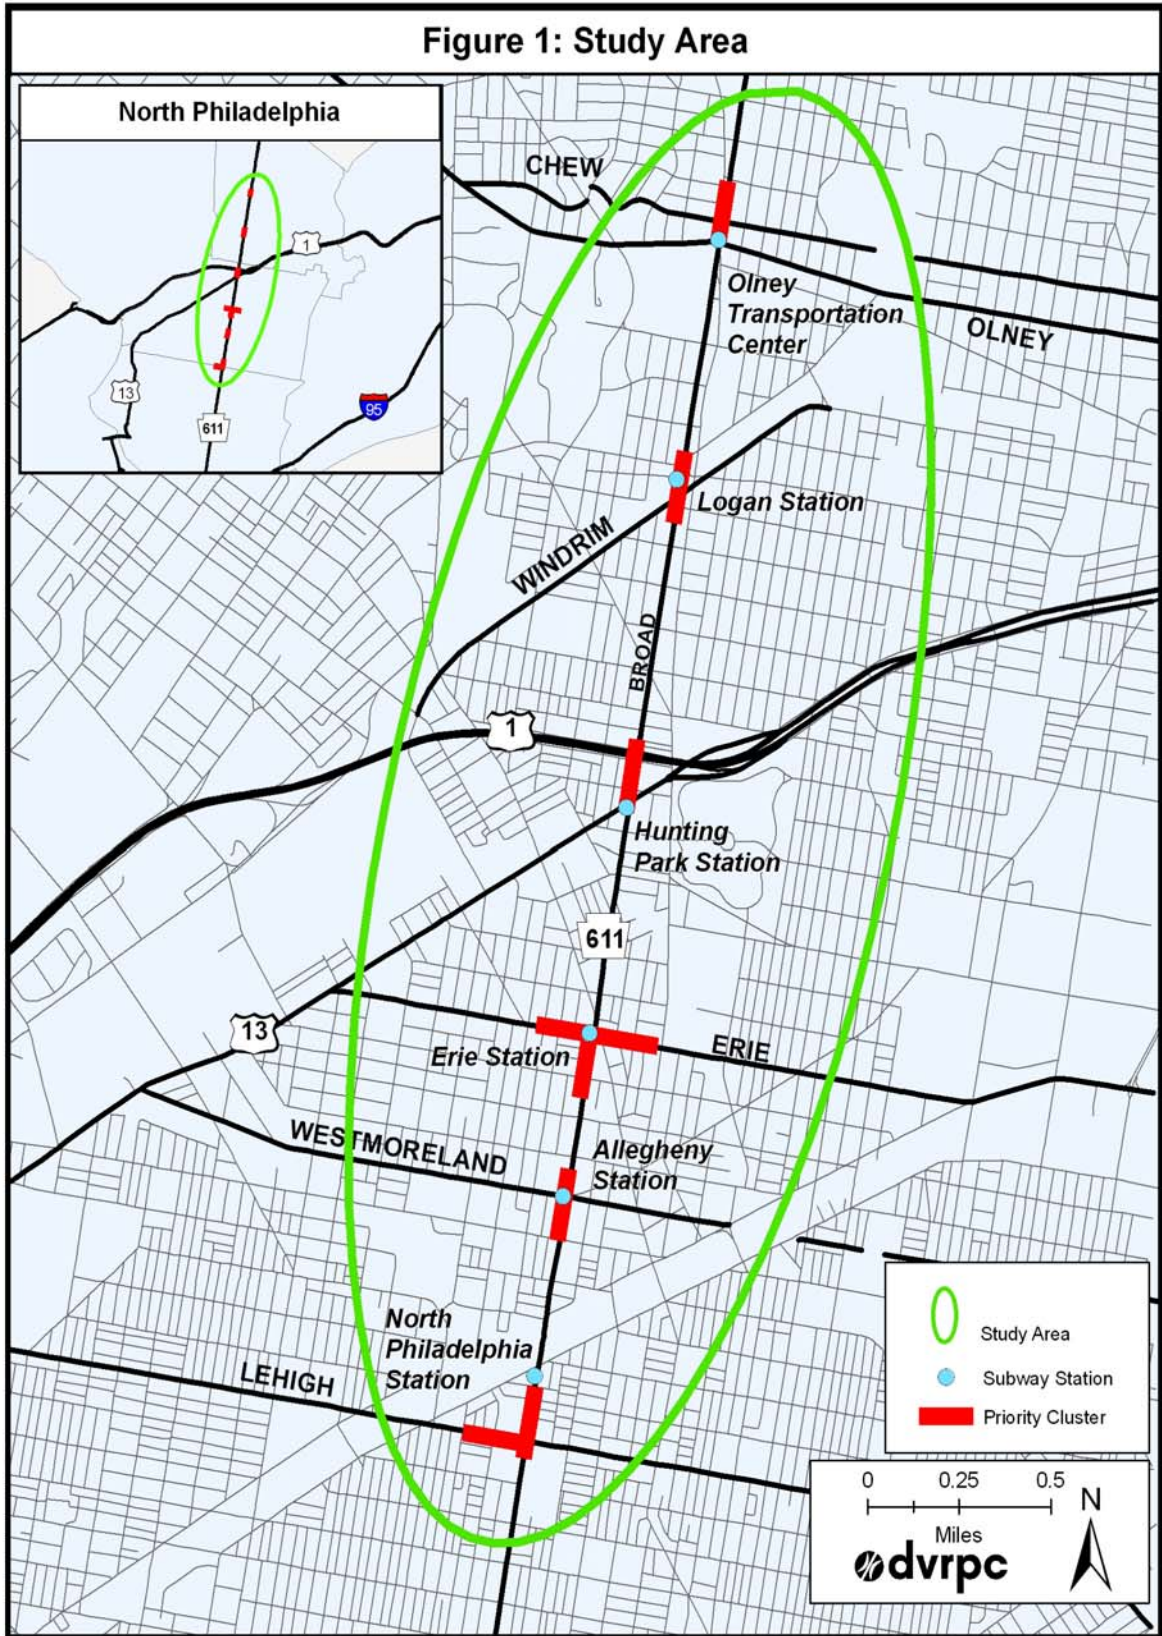 Figure 1: Study Area
North Philadelphia
1
13
611
95
CHEW
Olney
Transportation
Center
OLNEY
Logan Station
WINDRIM
BROAD
1
Hunting
Park Station
611
13
Erie Station
ERIE
WESTMORELAND
Allegheny
Station
North
Philadelphia
Station
LEHIGH
Study Area
Subway Station
Priority Cluster
0 0.25 0.5
N
Miles
dvrpc